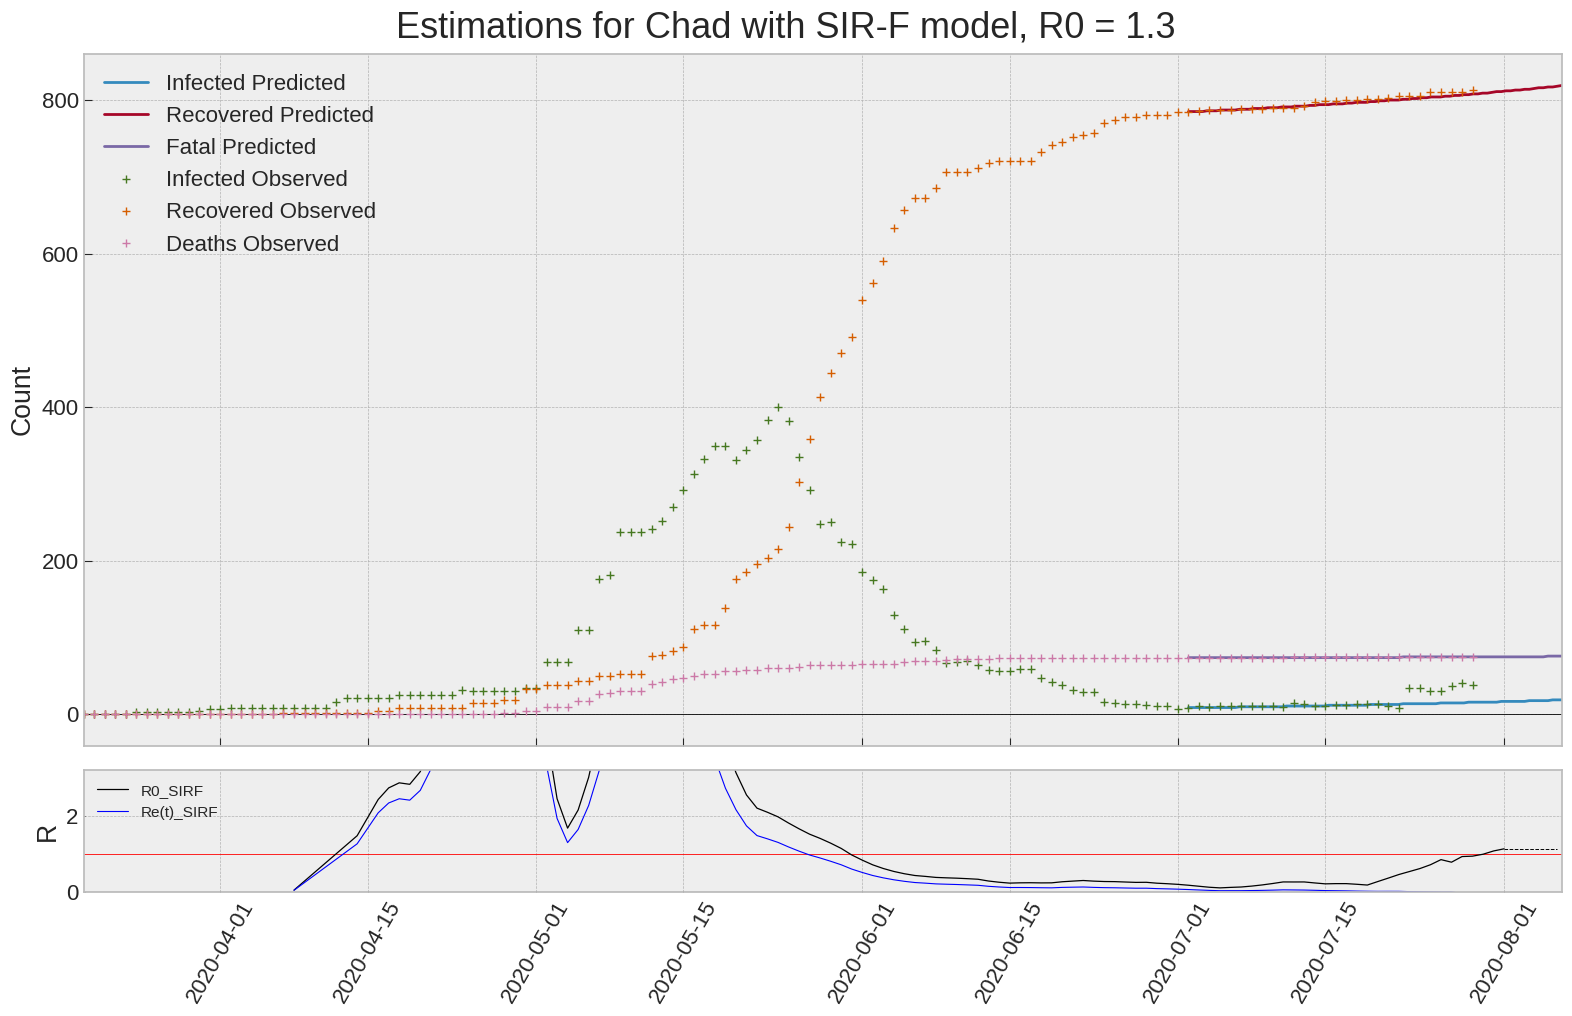 Estimations for Chad with SIR-F model, R0 = 1.3
Infected Predicted
Recovered Predicted
Fatal Predicted
Infected Observed
Recovered Observed
Deaths Observed
800
600
400
200
0
Count
R0_SIRF
Re(t)_SIRF
2
0
R
2020-04-01
2020-04-15
2020-05-01
2020-05-15
2020-06-01
2020-06-15
2020-07-01
2020-07-15
2020-08-01